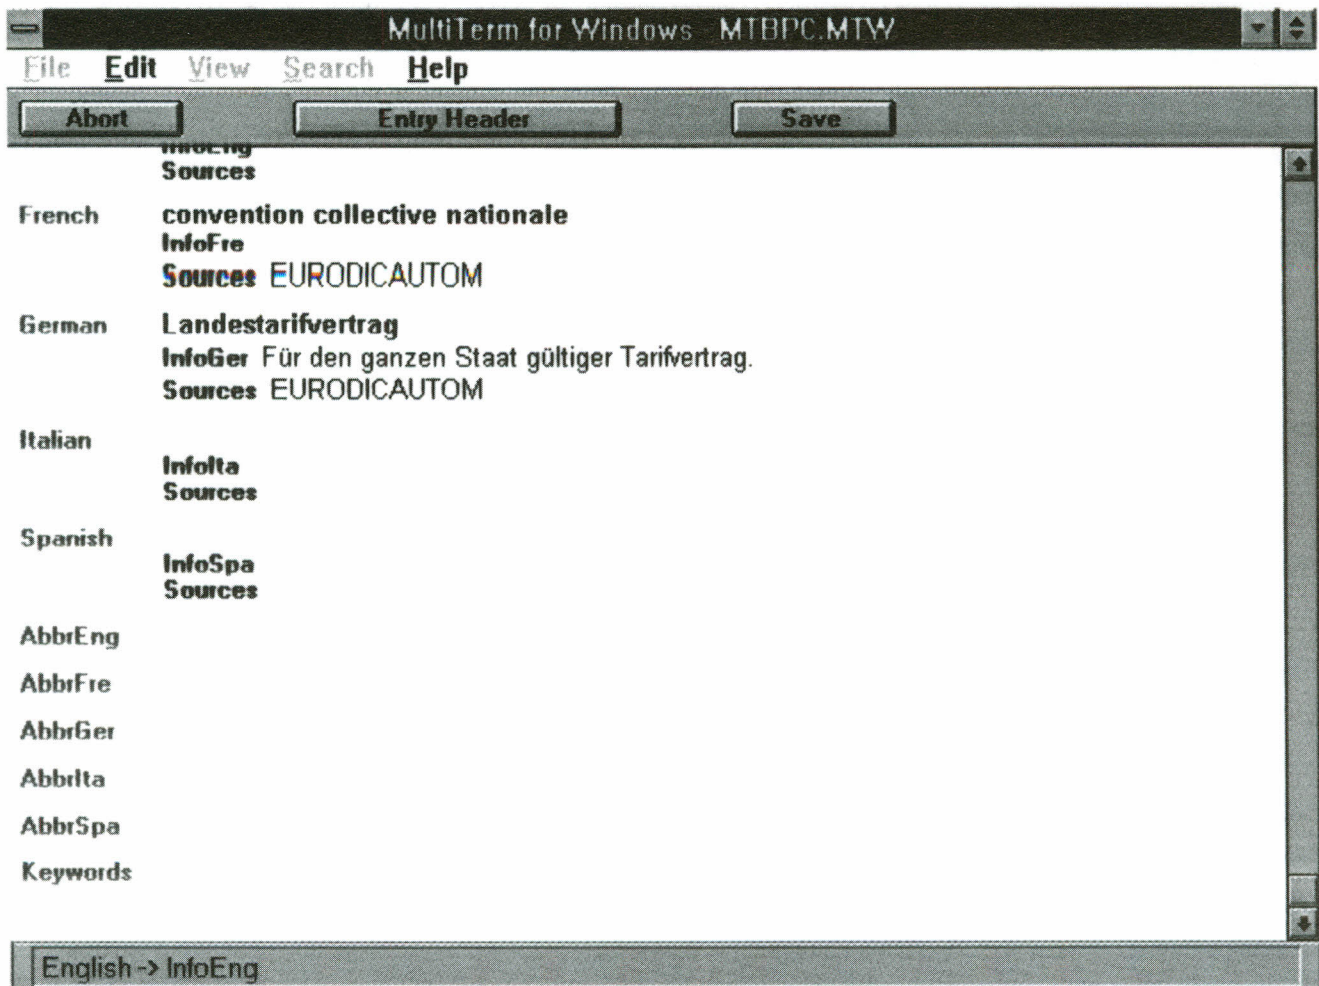 MultiTerm for Windows - MTBPC.MTW
File Edit View Search Help
Abort Entry Header Save
InfoEng
Sources
French convention collective nationale
InfoFre
Sources EURODICAUTOM
German Landestarifvertrag
InfoGer Für den ganzen Staat gültiger Tarifvertrag.
Sources EURODICAUTOM
Italian
InfoIta
Sources
Spanish
InfoSpa
Sources
AbbrEng
AbbrFre
AbbrGer
AbbrIta
AbbrSpa
Keywords
English -> InfoEng